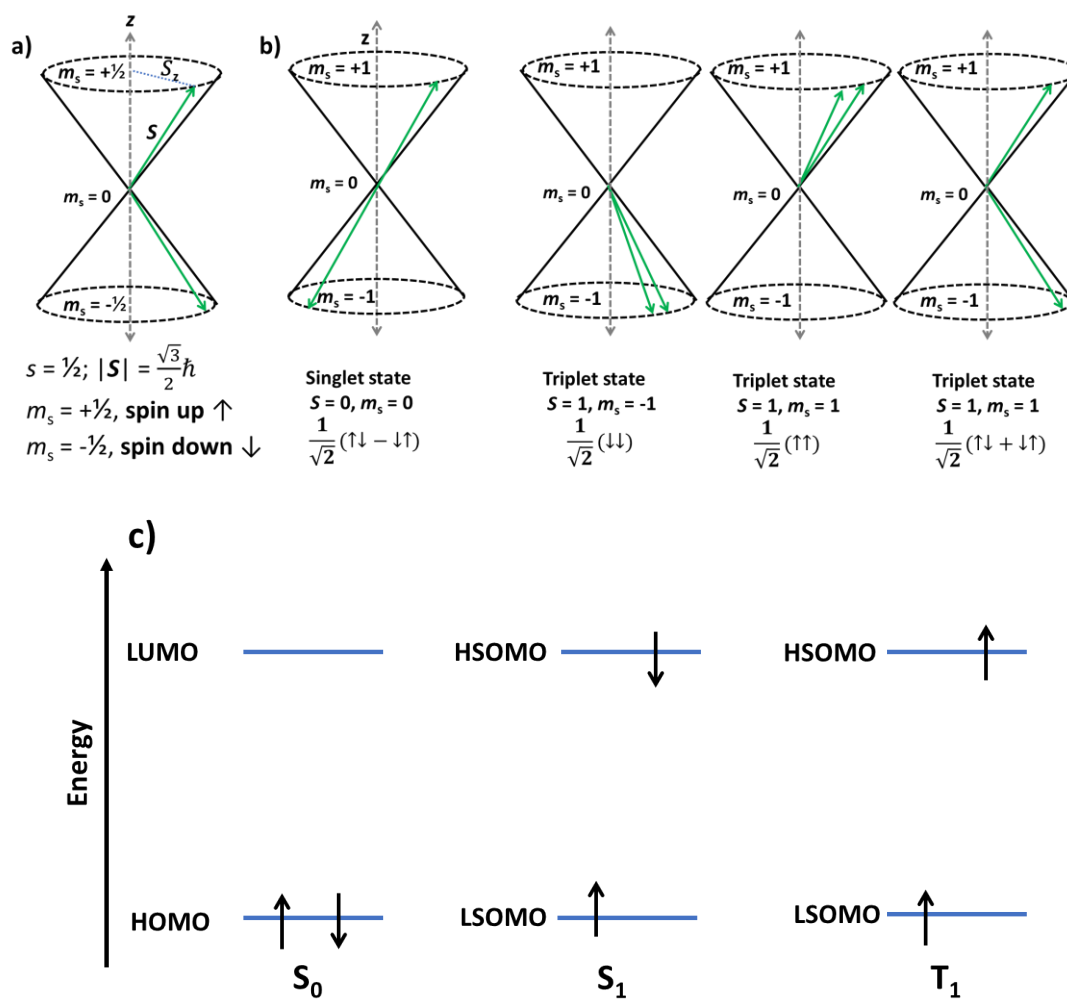 a)
z
mₛ = +½
S_z
S
mₛ = 0
mₛ = -½
s = ½; |S| = √3/2 ℏ
mₛ = +½, spin up ↑
mₛ = -½, spin down ↓
b)
z
mₛ = +1
mₛ = 0
mₛ = -1
Singlet state
S = 0, mₛ = 0
1/√2 (↑↓ − ↓↑)
mₛ = +1
mₛ = 0
mₛ = -1
Triplet state
S = 1, mₛ = -1
1/√2 (↓↓)
mₛ = +1
mₛ = 0
mₛ = -1
Triplet state
S = 1, mₛ = 1
1/√2 (↑↑)
mₛ = +1
mₛ = 0
mₛ = -1
Triplet state
S = 1, mₛ = 1
1/√2 (↑↓ + ↓↑)
c)
Energy
LUMO
HOMO
S₀
HSOMO
LSOMO
S₁
HSOMO
LSOMO
T₁